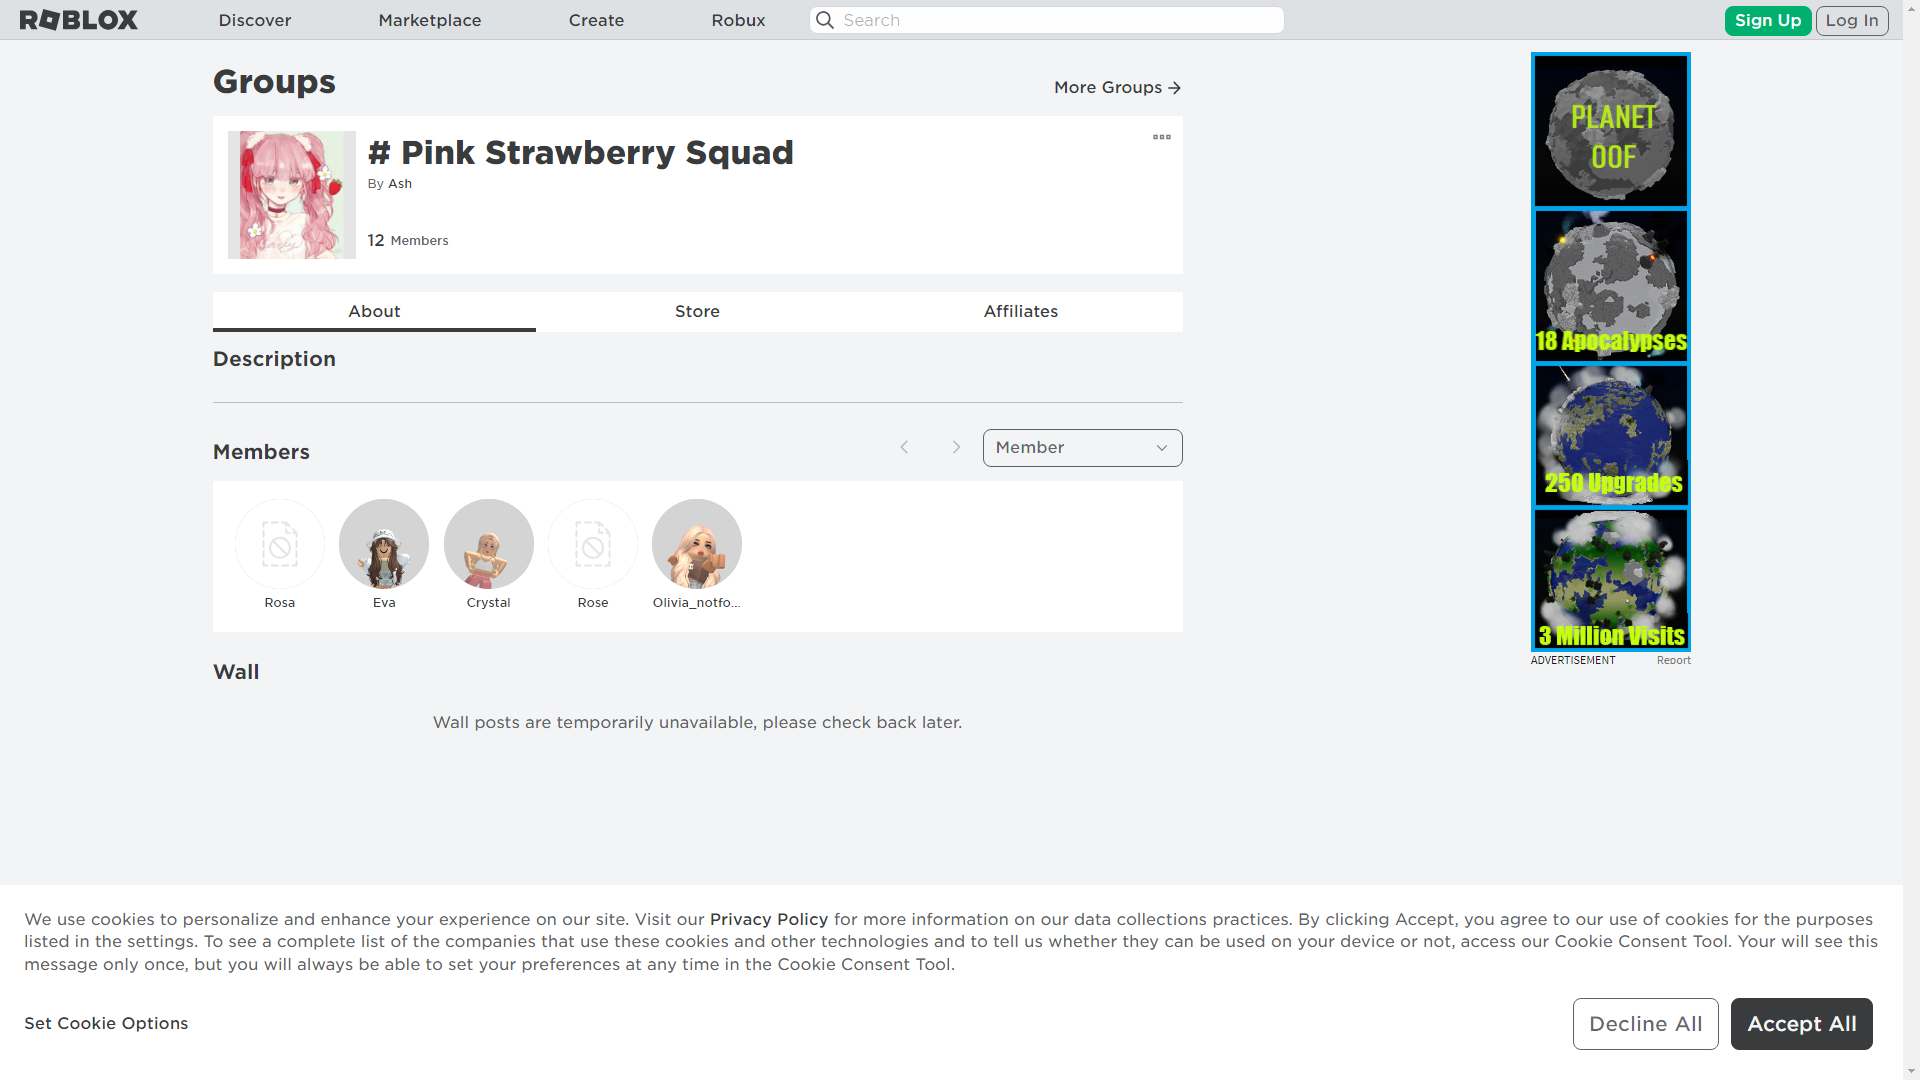 ROBLOX
Discover
Marketplace
Create
Robux
Search
Sign Up
Log In
Groups
More Groups
# Pink Strawberry Squad
By Ash
12 Members
About
Store
Affiliates
Description
Members
Member
Rosa
Eva
Crystal
Rose
Olivia_notfo...
Wall
Wall posts are temporarily unavailable, please check back later.
PLANET
OOF
18 Apocalypses
250 Upgrades
3 Million Visits
ADVERTISEMENT
Report
We use cookies to personalize and enhance your experience on our site. Visit our Privacy Policy for more information on our data collections practices. By clicking Accept, you agree to our use of cookies for the purposes
listed in the settings. To see a complete list of the companies that use these cookies and other technologies and to tell us whether they can be used on your device or not, access our Cookie Consent Tool. Your will see this
message only once, but you will always be able to set your preferences at any time in the Cookie Consent Tool.
Set Cookie Options
Decline All
Accept All